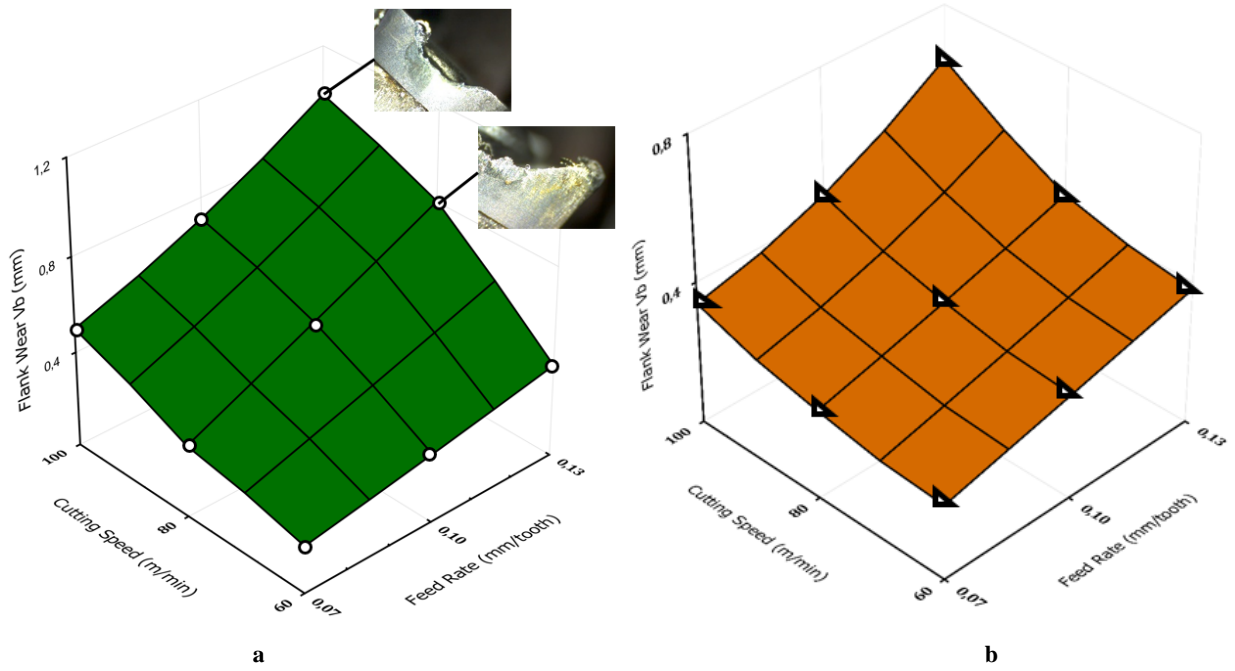 1,2
0,8
0,4
Flank Wear Vb (mm)
100
80
60
Cutting Speed (m/min)
0,07
0,10
0,13
Feed Rate (mm/tooth)
a
0,8
0,4
Flank Wear Vb (mm)
100
80
60
Cutting Speed (m/min)
0,07
0,10
0,13
Feed Rate (mm/tooth)
b